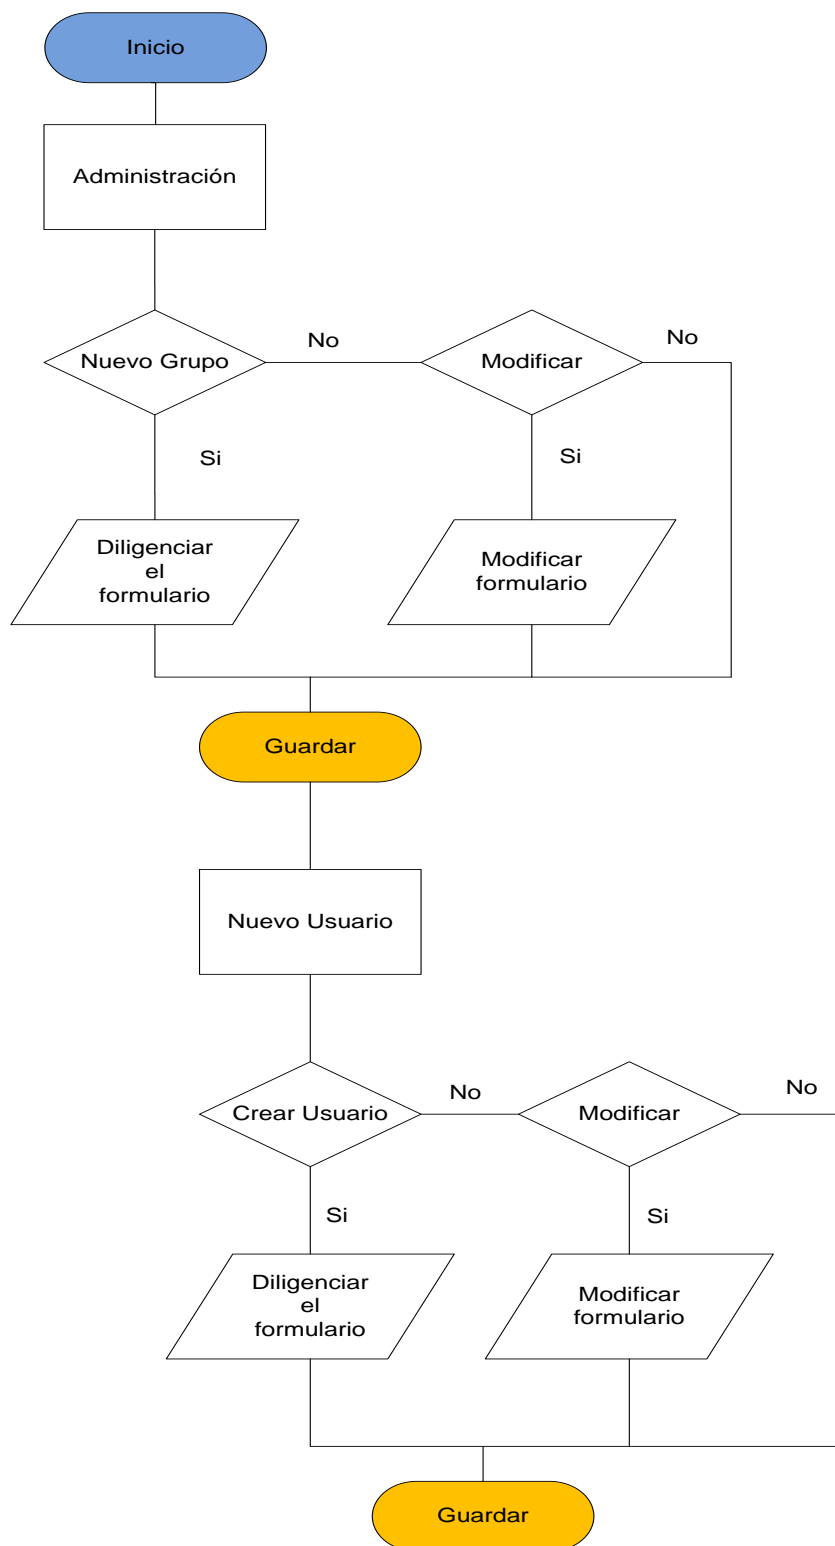 Inicio
Administración
Nuevo Grupo
No
Modificar
No
Si
Si
Diligenciar
el
formulario
Modificar
formulario
Guardar
Nuevo Usuario
Crear Usuario
No
Modificar
No
Si
Si
Diligenciar
el
formulario
Modificar
formulario
Guardar